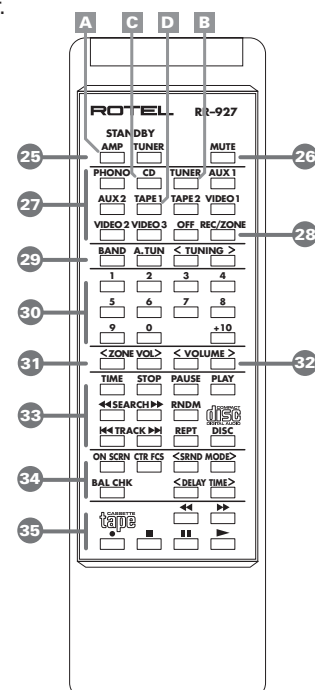 A C D B
ROTEL RR-927
STANDBY
25 AMP TUNER MUTE 26
27 PHONO CD TUNER AUX 1
AUX 2 TAPE 1 TAPE 2 VIDEO 1
VIDEO 2 VIDEO 3 OFF REC/ZONE 28
29 BAND A.TUN < TUNING >
30 1 2 3 4
5 6 7 8
9 0 +10
31 <ZONE VOL> < VOLUME > 32
33 TIME STOP PAUSE PLAY
◀◀SEARCH▶▶ RNDM COMPACT disc DIGITAL AUDIO
|◀◀TRACK▶▶| REPT DISC
34 ON SCRN CTR FCS <SRND MODE>
BAL CHK <DELAY TIME>
35 CASSETTE tape ◀◀ ▶▶
● ■ ▮▮ ▶